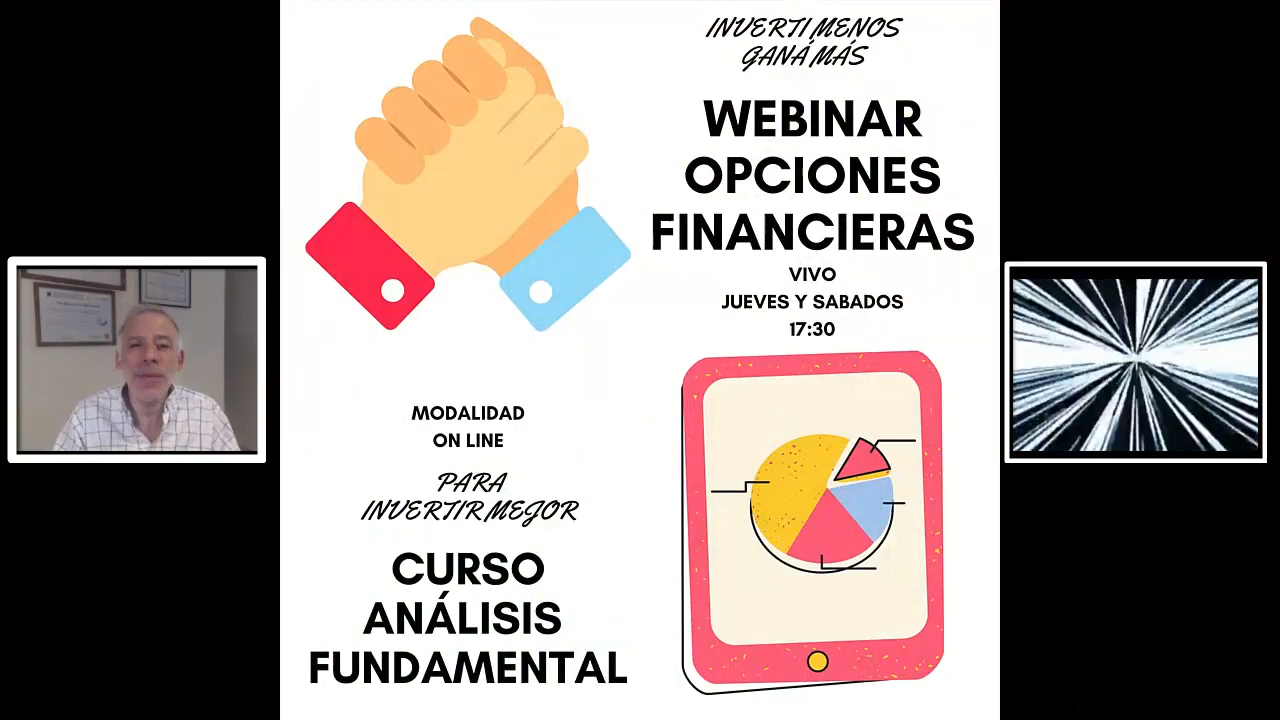 INVERTI MENOS
GANÁ MÁS
WEBINAR
OPCIONES
FINANCIERAS
VIVO
JUEVES Y SABADOS
17:30
MODALIDAD
ON LINE
PARA
INVERTIR MEJOR
CURSO
ANÁLISIS
FUNDAMENTAL